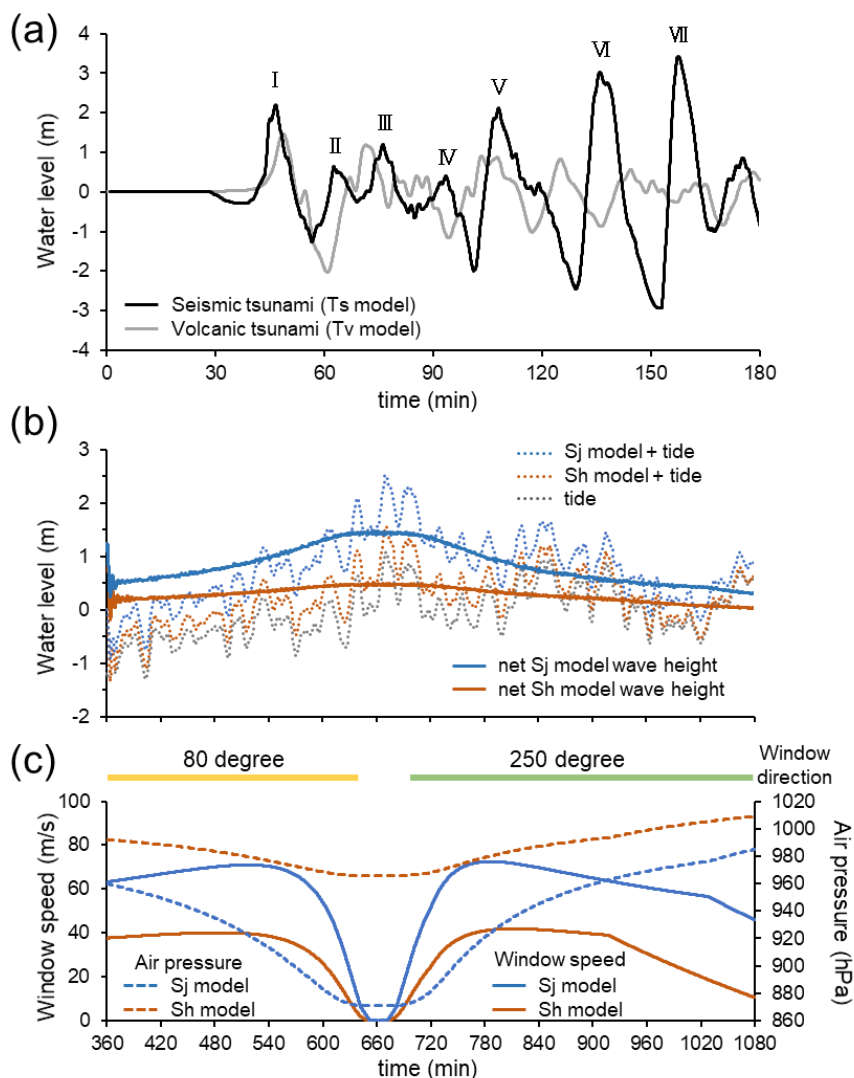 (a)
4
3
2
1
0
-1
-2
-3
-4
Water level (m)
I
II
III
IV
V
VI
VII
Seismic tsunami (Ts model)
Volcanic tsunami (Tv model)
0 30 60 90 120 150 180
time (min)
(b)
3
2
1
0
-1
-2
Water level (m)
Sj model + tide
Sh model + tide
tide
net Sj model wave height
net Sh model wave height
(c)
80 degree
250 degree
Window
direction
100
80
60
40
20
0
Window speed (m/s)
1020
1000
980
960
940
920
900
880
860
Air pressure
(hPa)
Air pressure
Sj model
Sh model
Window speed
Sj model
Sh model
360 420 480 540 600 660 720 780 840 900 960 1020 1080
time (min)